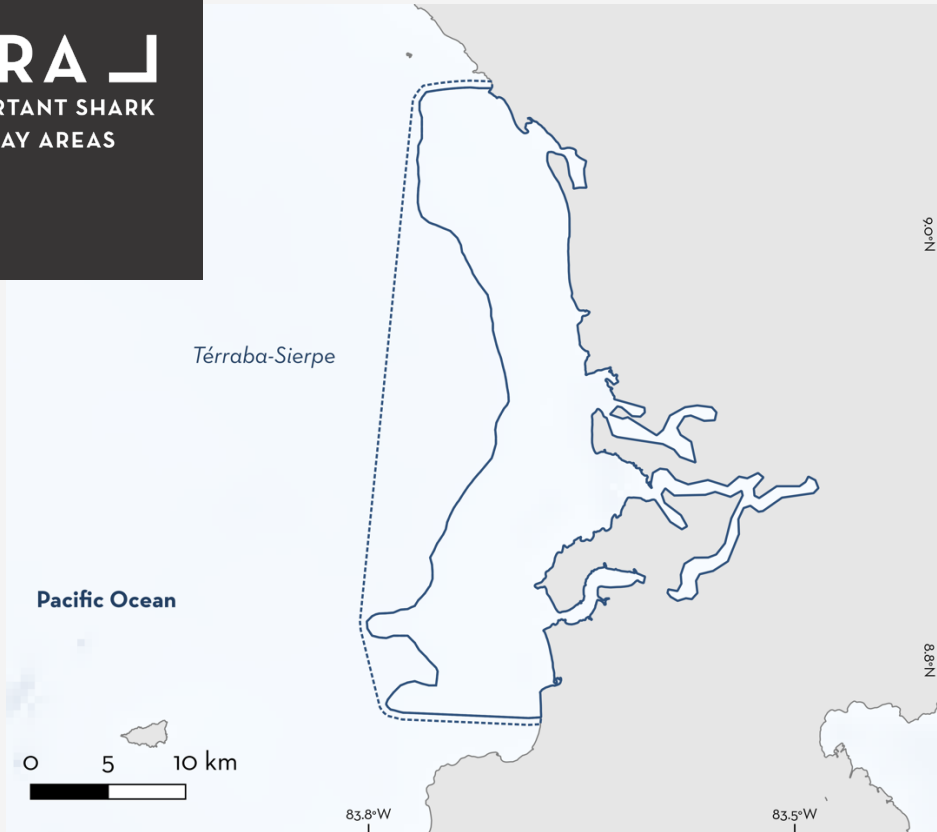 RA
RTANT SHARK
AY AREAS
9.0°N
Térraba-Sierpe
Pacific Ocean
8.8°N
0 5 10 km
83.8°W 83.5°W